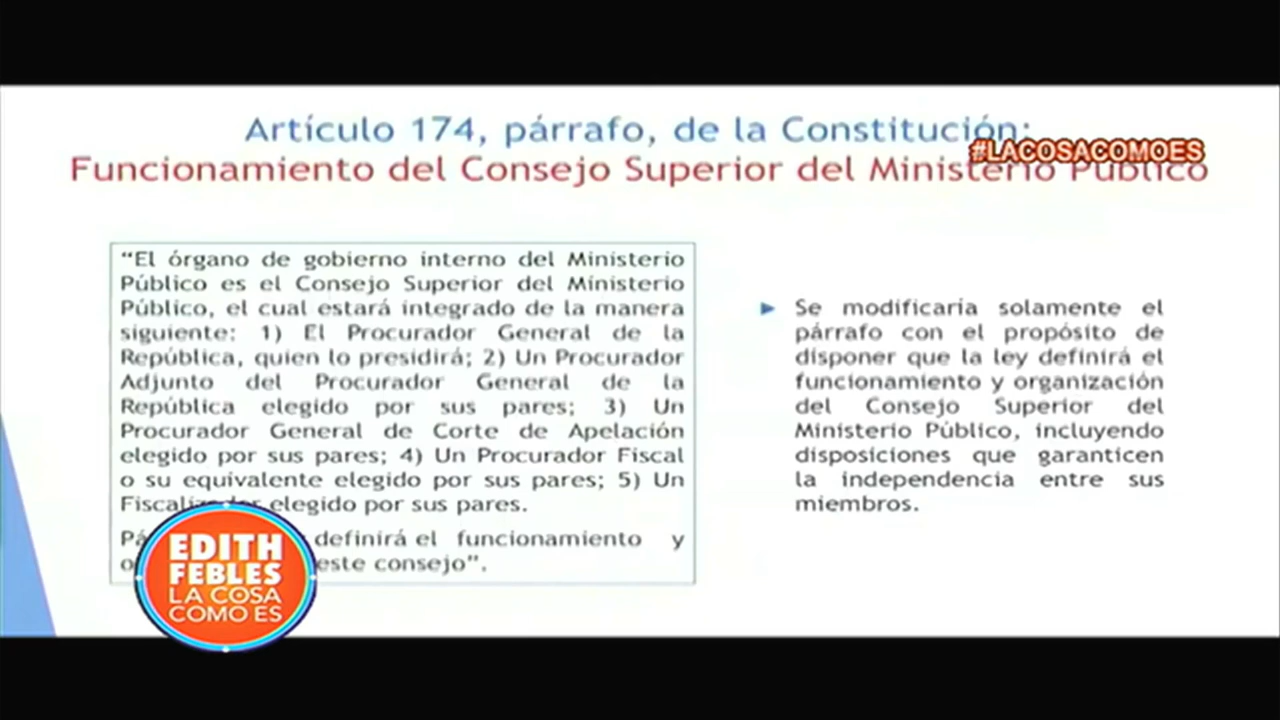 Artículo 174, párrafo, de la Constitución:
#LACOSACOMOES
Funcionamiento del Consejo Superior del Ministerio Público
“El órgano de gobierno interno del Ministerio
Público es el Consejo Superior del Ministerio
Público, el cual estará integrado de la manera
siguiente: 1) El Procurador General de la
República, quien lo presidirá; 2) Un Procurador
Adjunto del Procurador General de la
República elegido por sus pares; 3) Un
Procurador General de Corte de Apelación
elegido por sus pares; 4) Un Procurador Fiscal
o su equivalente elegido por sus pares; 5) Un
Fiscalizador elegido por sus pares.
definirá el funcionamiento y
este consejo”.
Se modificaría solamente el
párrafo con el propósito de
disponer que la ley definirá el
funcionamiento y organización
del Consejo Superior del
Ministerio Público, incluyendo
disposiciones que garanticen
la independencia entre sus
miembros.
EDITH
FEBLES
LA COSA
COMO ES